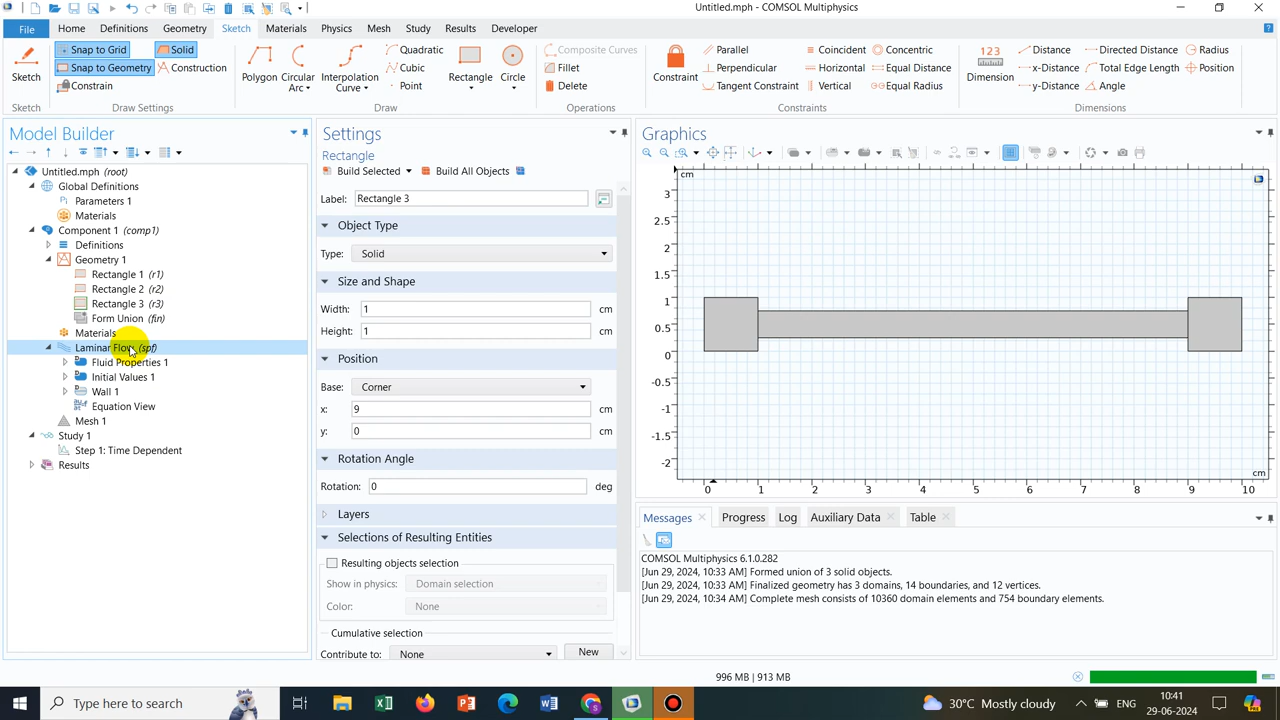 Untitled.mph - COMSOL Multiphysics
File Home Definitions Geometry Sketch Materials Physics Mesh Study Results Developer
Snap to Grid Solid
Snap to Geometry Construction
Constrain
Sketch
Polygon Circular Arc Interpolation Curve
Quadratic
Cubic
Point
Rectangle Circle
Composite Curves
Fillet
Delete
Constraint
Parallel
Perpendicular
Tangent Constraint
Coincident Concentric
Horizontal Equal Distance
Vertical Equal Radius
123
Dimension
Distance Directed Distance Radius
x-Distance Total Edge Length Position
y-Distance Angle
Sketch Draw Settings Draw Operations Constraints Dimensions
Model Builder
Untitled.mph (root)
Global Definitions
Parameters 1
Materials
Component 1 (comp1)
Definitions
Geometry 1
Rectangle 1 (r1)
Rectangle 2 (r2)
Rectangle 3 (r3)
Form Union (fin)
Materials
Laminar Flow (spf)
Fluid Properties 1
Initial Values 1
Wall 1
Equation View
Mesh 1
Study 1
Step 1: Time Dependent
Results
Settings
Rectangle
Build Selected Build All Objects
Label: Rectangle 3
Object Type
Type: Solid
Size and Shape
Width: 1 cm
Height: 1 cm
Position
Base: Corner
x: 9 cm
y: 0 cm
Rotation Angle
Rotation: 0 deg
Layers
Selections of Resulting Entities
Resulting objects selection
Show in physics: Domain selection
Color: None
Cumulative selection
Contribute to: None New
Graphics
cm
3
2.5
2
1.5
1
0.5
0
-0.5
-1
-1.5
-2
cm
0 1 2 3 4 5 6 7 8 9 10
Messages Progress Log Auxiliary Data Table
COMSOL Multiphysics 6.1.0.282
[Jun 29, 2024, 10:33 AM] Formed union of 3 solid objects.
[Jun 29, 2024, 10:33 AM] Finalized geometry has 3 domains, 14 boundaries, and 12 vertices.
[Jun 29, 2024, 10:34 AM] Complete mesh consists of 10360 domain elements and 754 boundary elements.
996 MB | 913 MB
Type here to search
30°C Mostly cloudy
10:41
29-06-2024